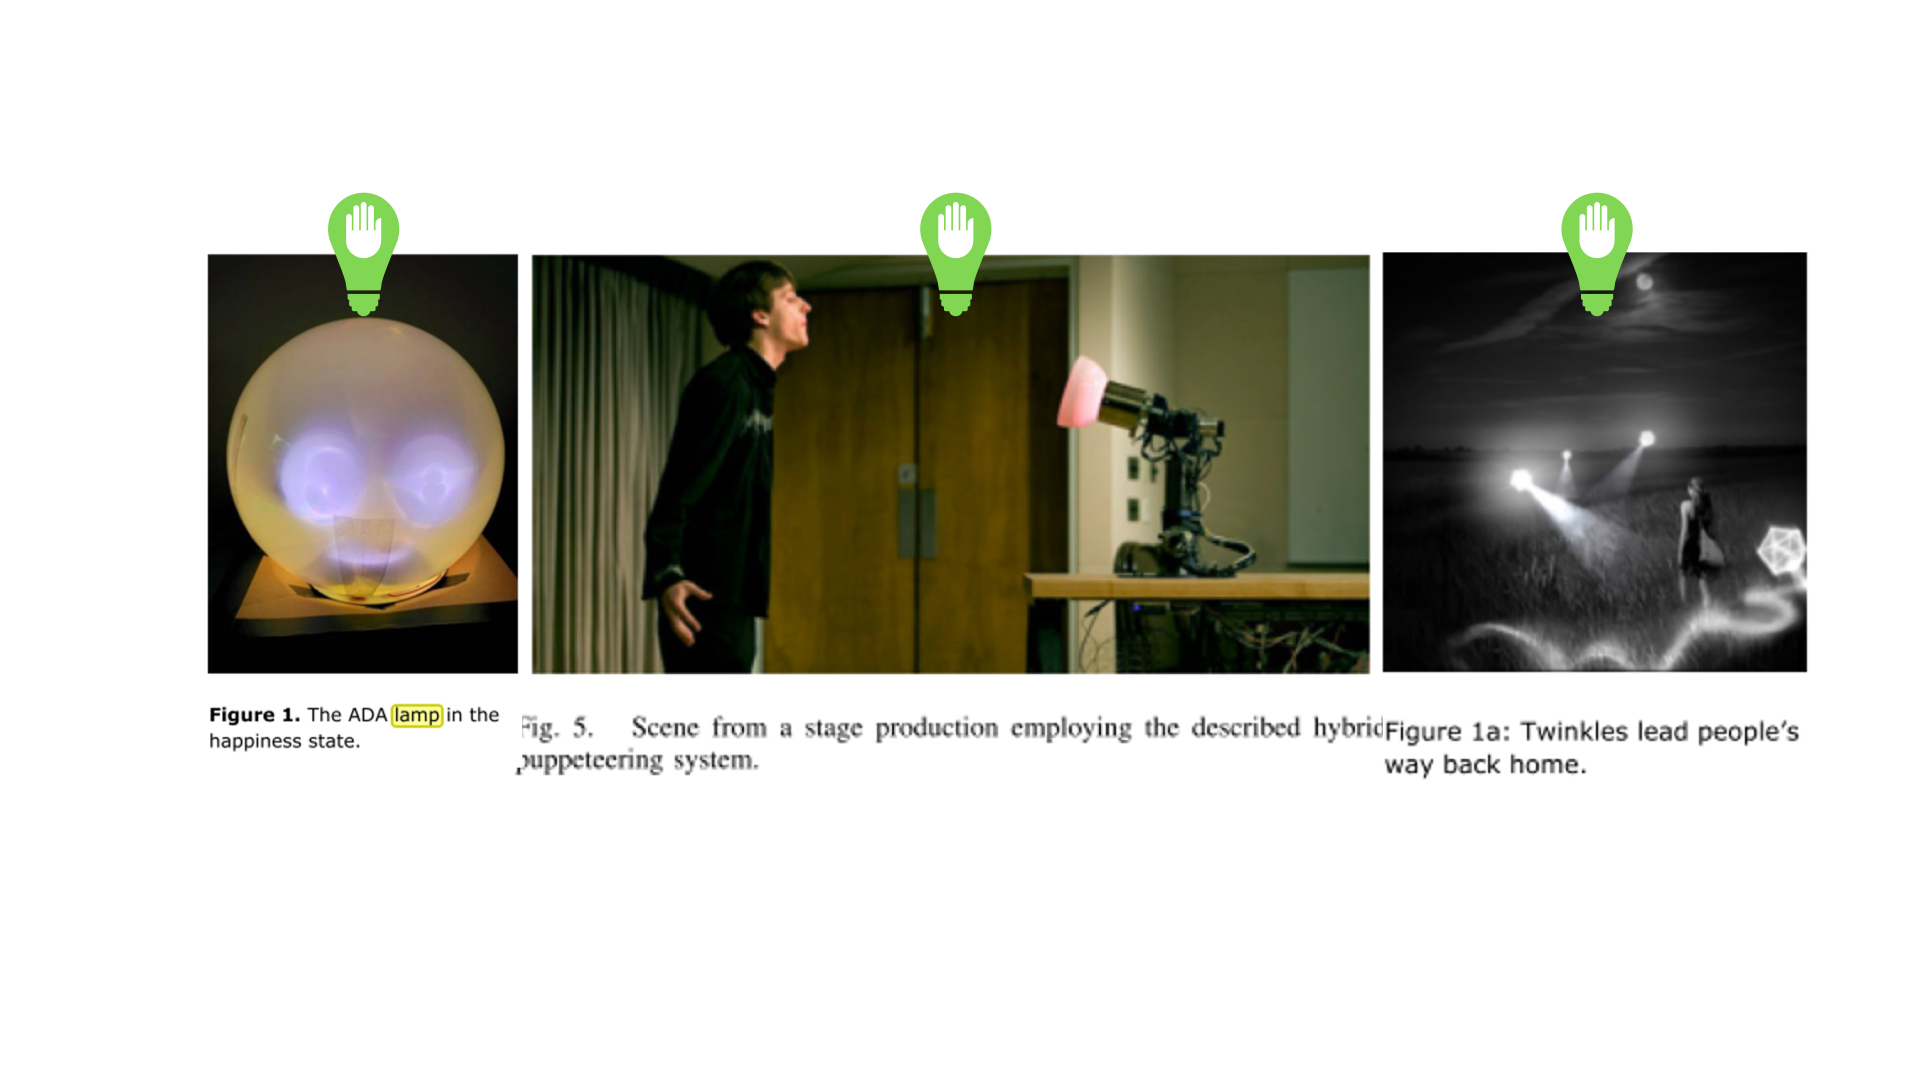 Figure 1. The ADA lamp in the
happiness state.
Fig. 5. Scene from a stage production employing the described hybrid
puppeteering system.
Figure 1a: Twinkles lead people's
way back home.